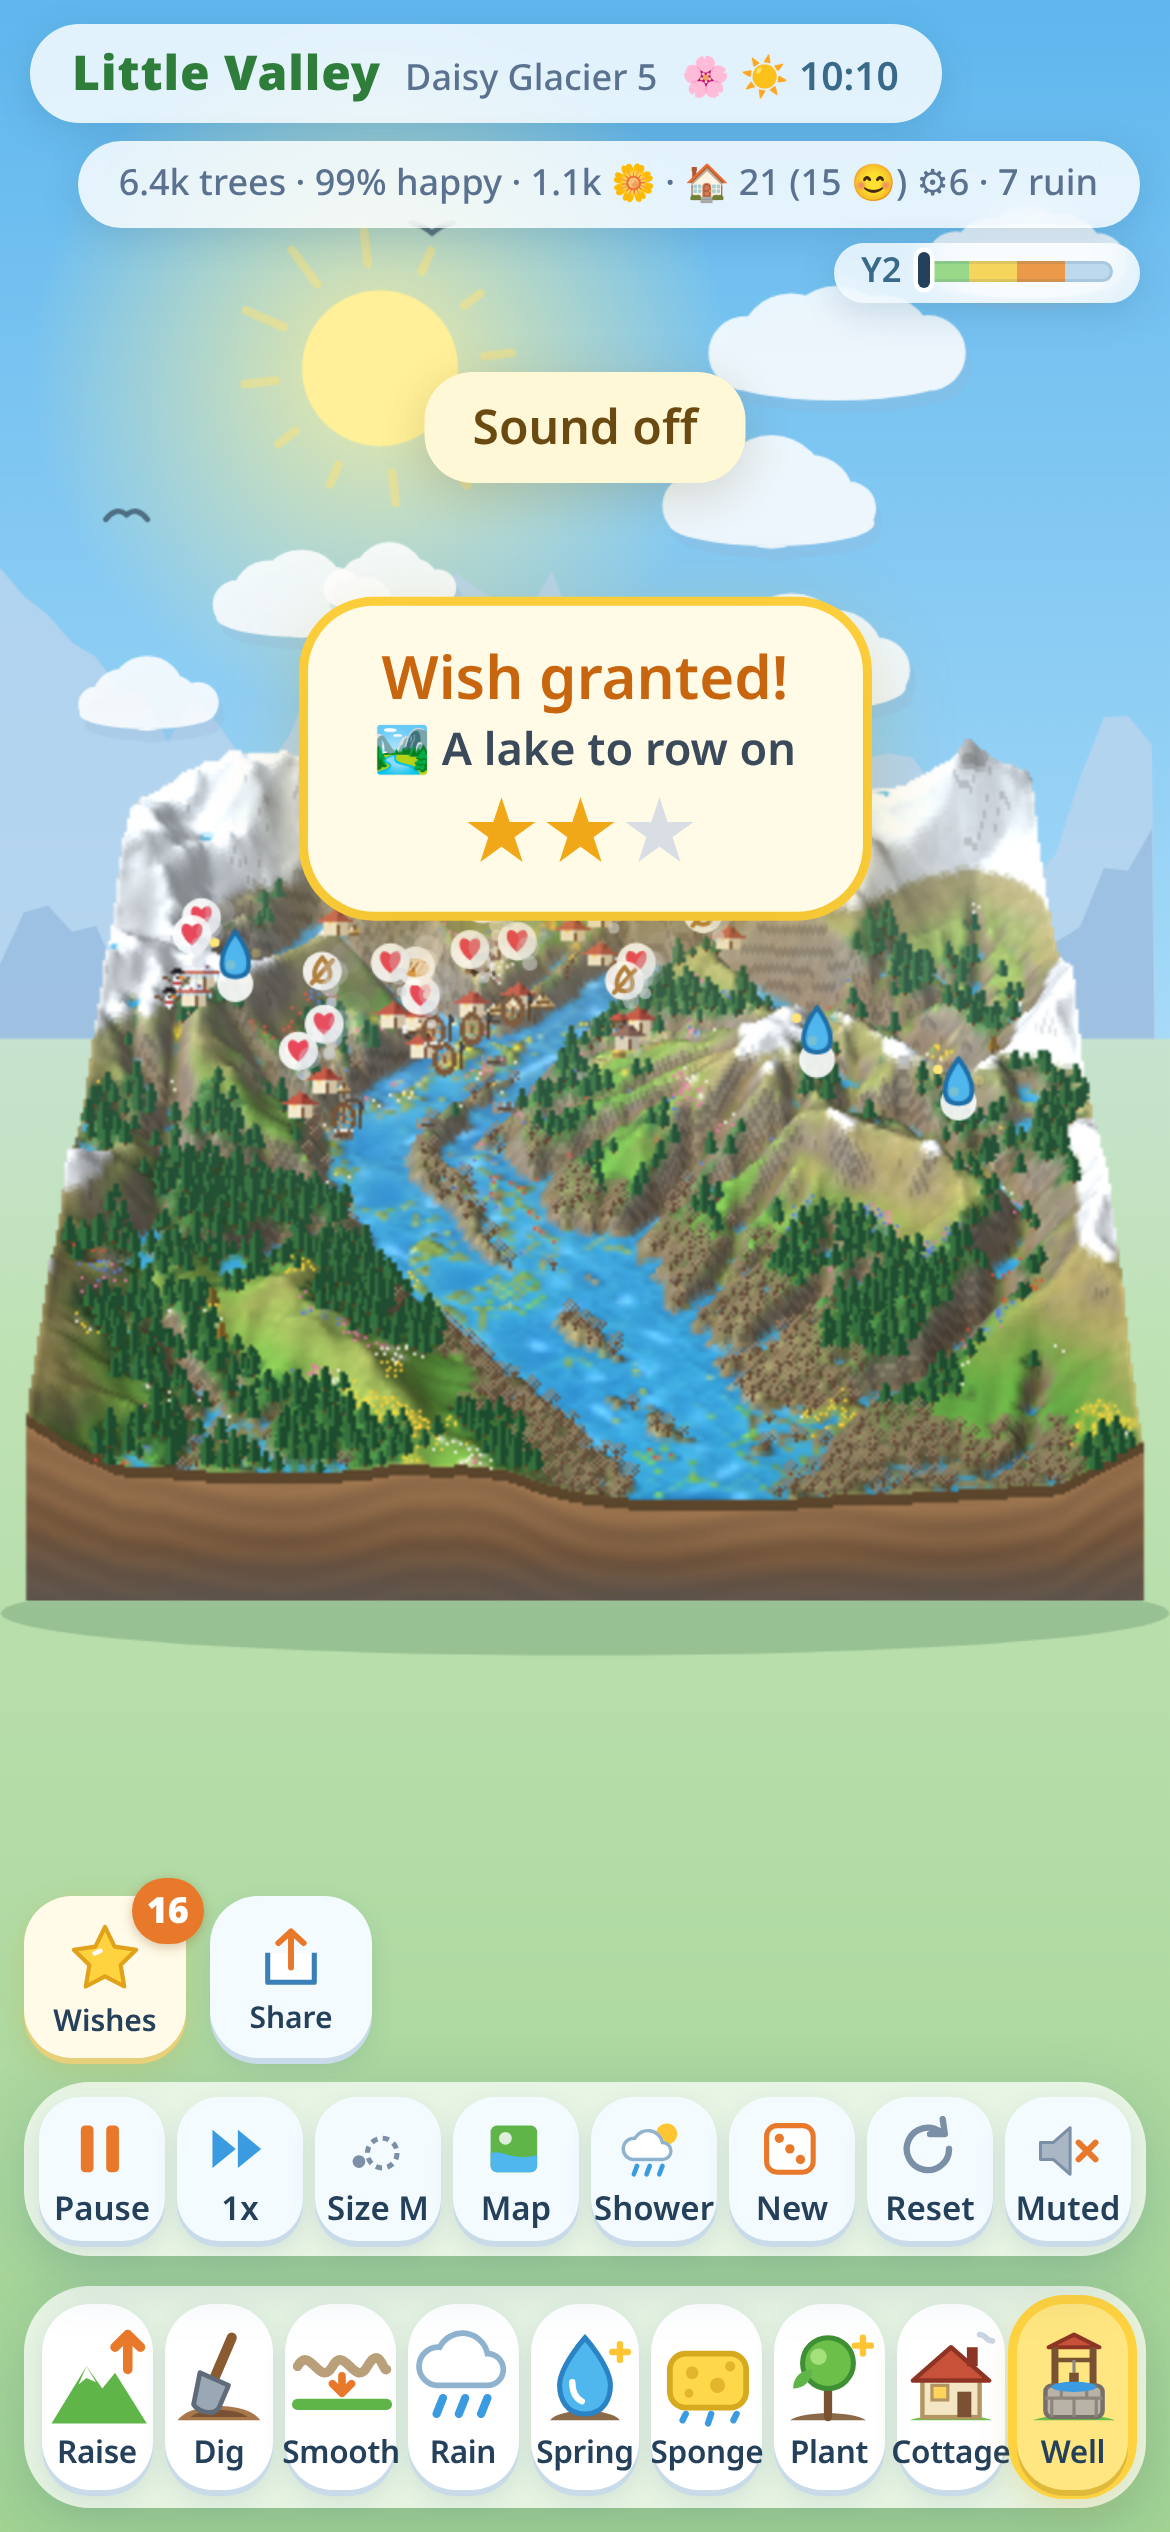 Little Valley Daisy Glacier 5 🌸 ☀️ 10:10
6.4k trees · 99% happy · 1.1k 🌼 · 🏠 21 (15 😊) ⚙6 · 7 ruin
Y2
Sound off
Wish granted!
🏞️ A lake to row on
★★★
16
Wishes
Share
Pause
1x
Size M
Map
Shower
New
Reset
Muted
Raise
Dig
Smooth
Rain
Spring
Sponge
Plant
Cottage
Well